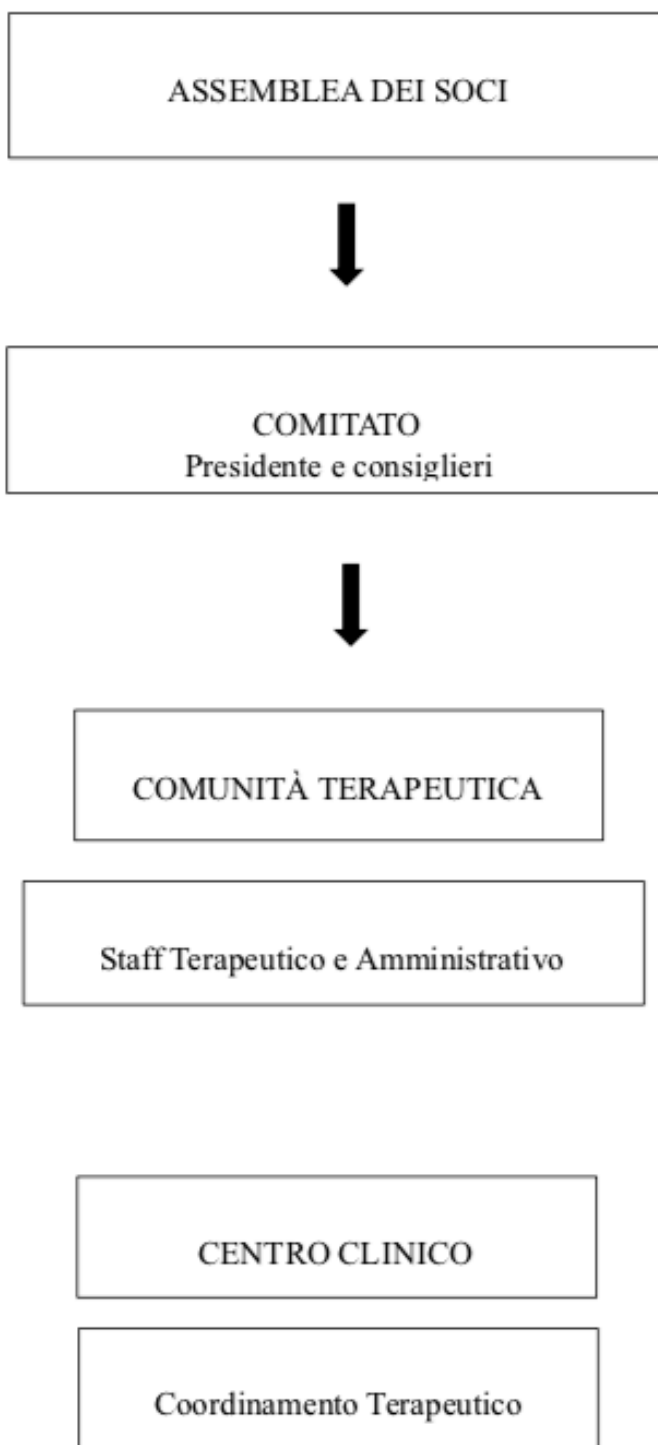 ASSEMBLEA DEI SOCI
COMITATO
Presidente e consiglieri
COMUNITÀ TERAPEUTICA
Staff Terapeutico e Amministrativo
CENTRO CLINICO
Coordinamento Terapeutico